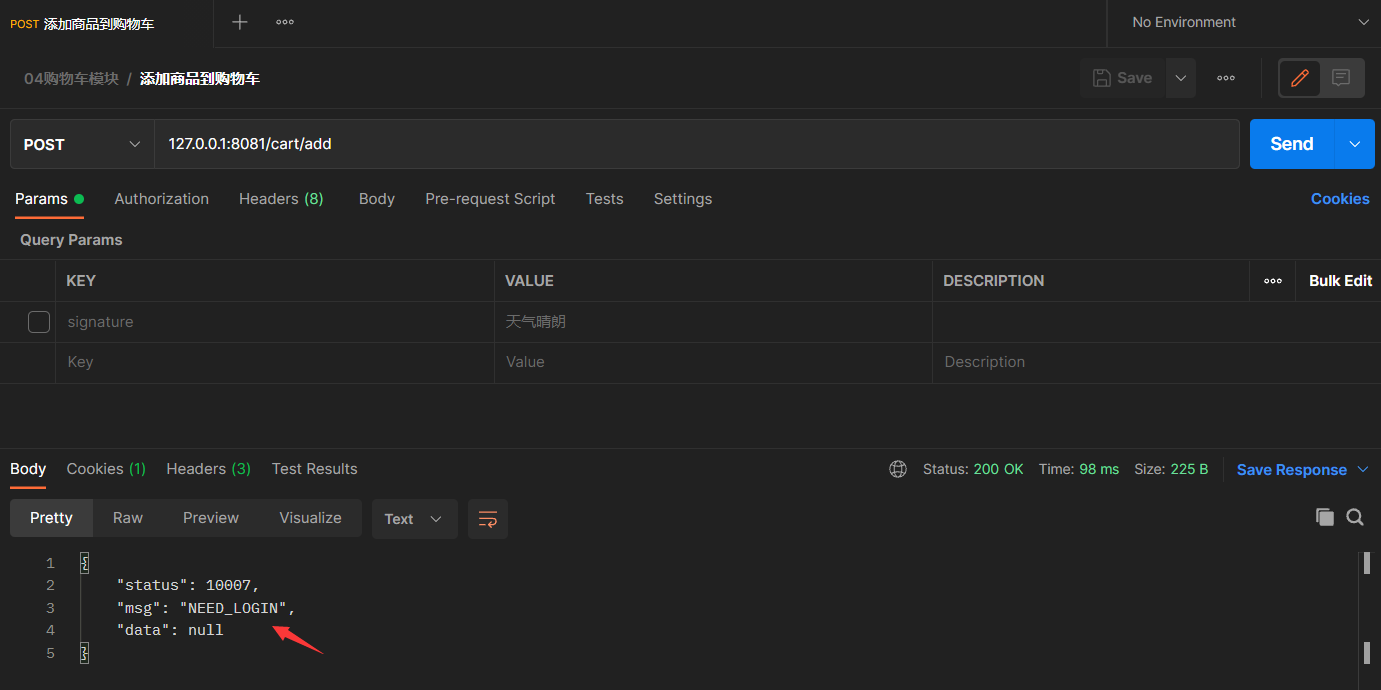 POST 添加商品到购物车 No Environment
04购物车模块 / 添加商品到购物车 Save
POST 127.0.0.1:8081/cart/add Send
Params Authorization Headers (8) Body Pre-request Script Tests Settings Cookies
Query Params
KEY VALUE DESCRIPTION Bulk Edit
signature 天气晴朗
Key Value Description
Body Cookies (1) Headers (3) Test Results Status: 200 OK Time: 98 ms Size: 225 B Save Response
Pretty Raw Preview Visualize Text
1 {
2 "status": 10007,
3 "msg": "NEED_LOGIN",
4 "data": null
5 }